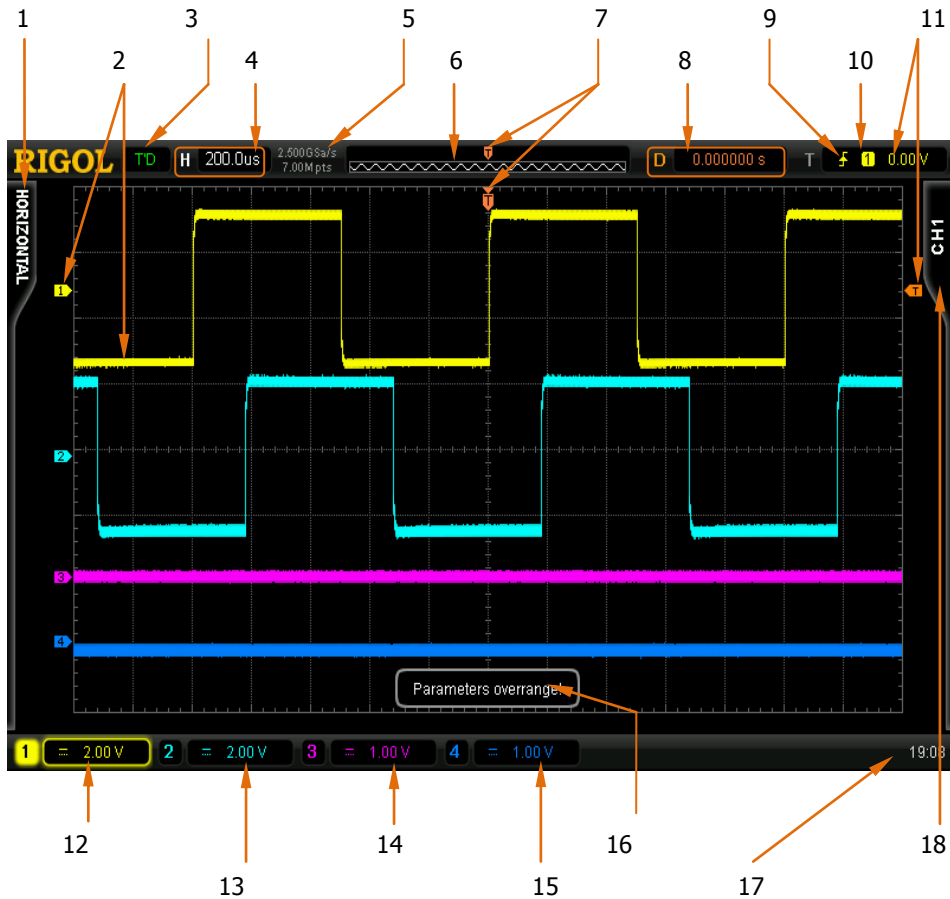 1 3 4 5 7 9 11
2 6 8 10
RIGOL T'D H 200.0us 2.500GSa/s 7.00Mpts T D 0.000000 s T 1 0.00V
HORIZONTAL
T
CH1
1
T
2
3
4
Parameters overrange!
1 2.00 V 2 2.00 V 3 1.00 V 4 1.00 V 19:08
12 14 16 18
13 15 17